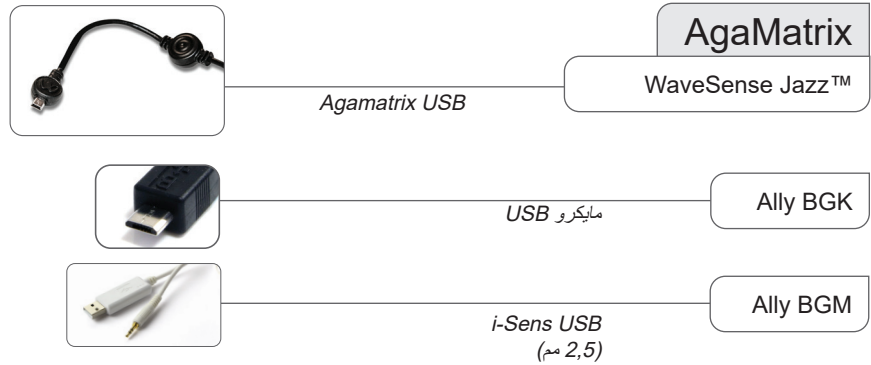 AgaMatrix
WaveSense Jazz™
Agamatrix USB
Ally BGK
مايكرو USB
Ally BGM
i-Sens USB
(2,5 مم)